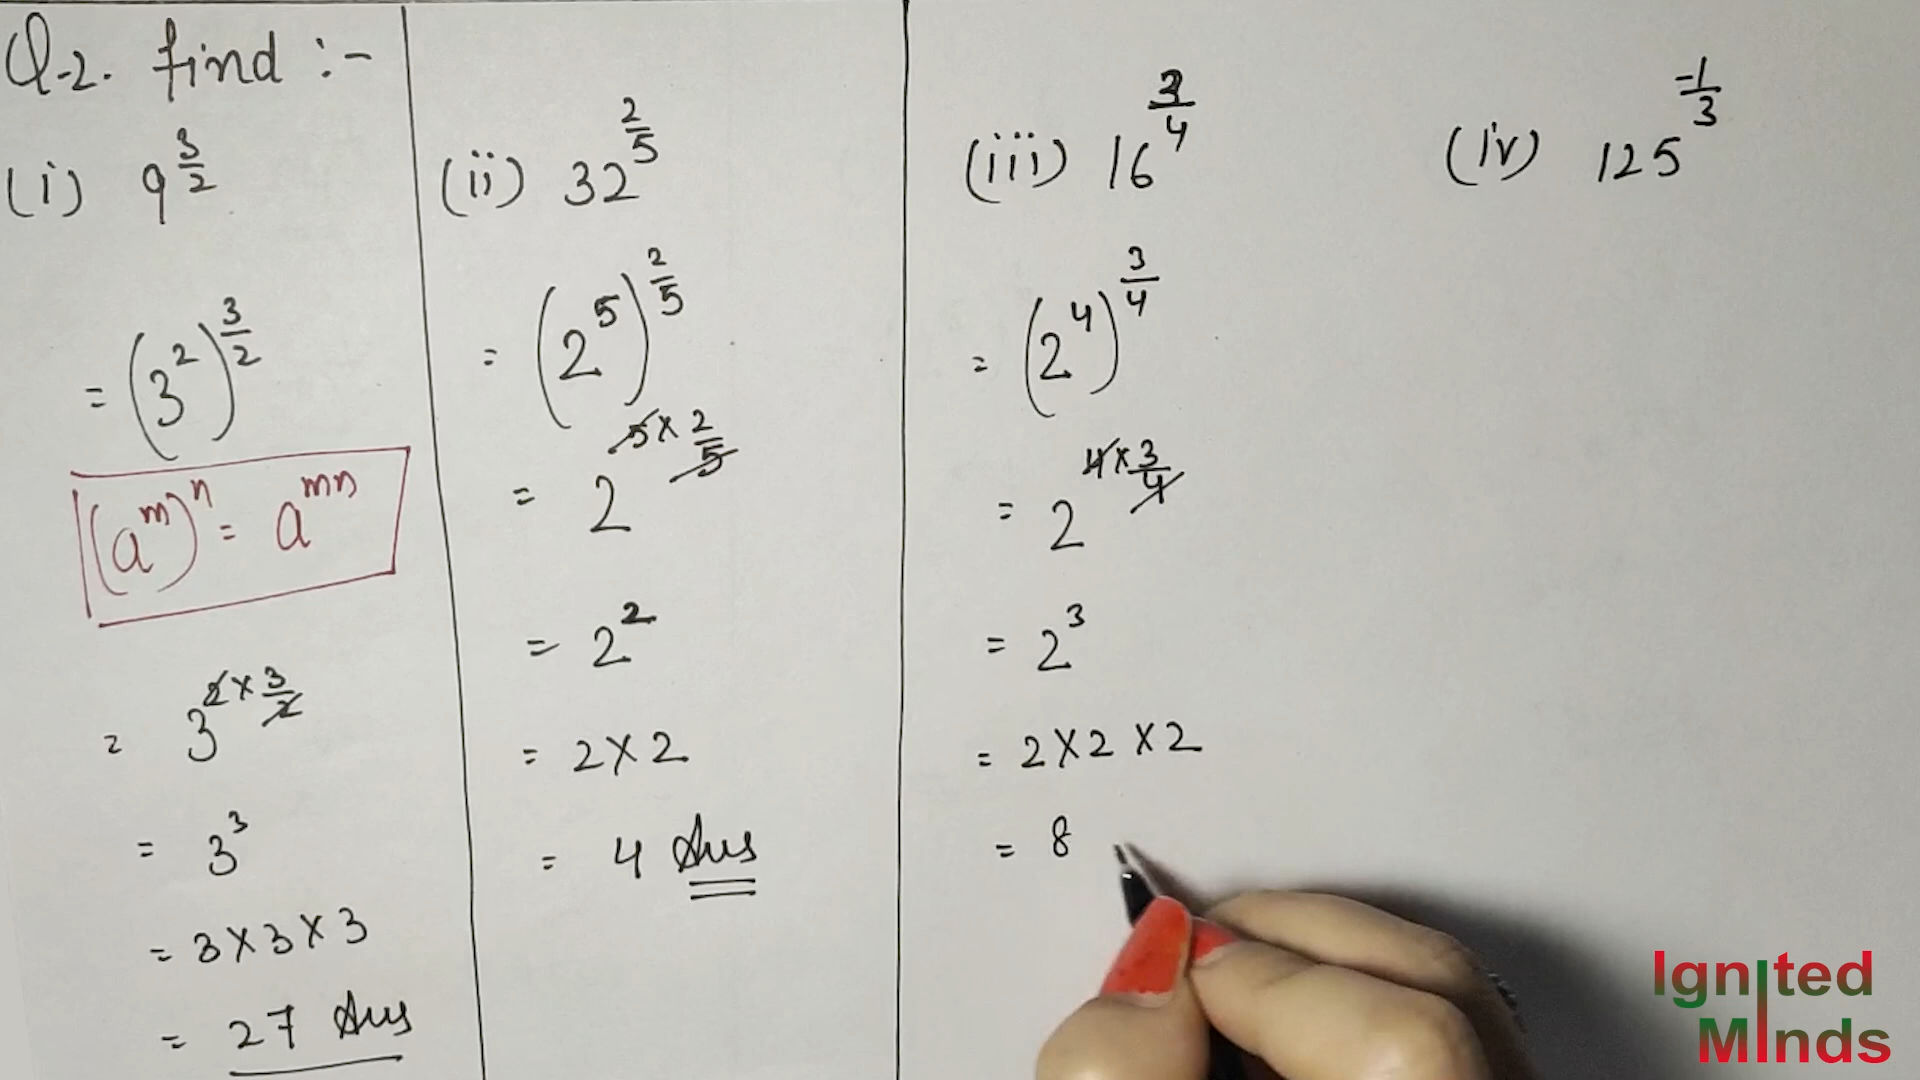 Q.2. find :-
(i) 9^(3/2)
= (3^2)^(3/2)
(a^m)^n = a^(mn)
= 3^(2×3/2)
= 3^3
= 3×3×3
= 27 Ans
(ii) 32^(2/5)
= (2^5)^(2/5)
= 2^(5×2/5)
= 2^2
= 2×2
= 4 Ans
(iii) 16^(3/4)
= (2^4)^(3/4)
= 2^(4×3/4)
= 2^3
= 2×2×2
= 8
(iv) 125^(-1/3)
Ignited
Minds